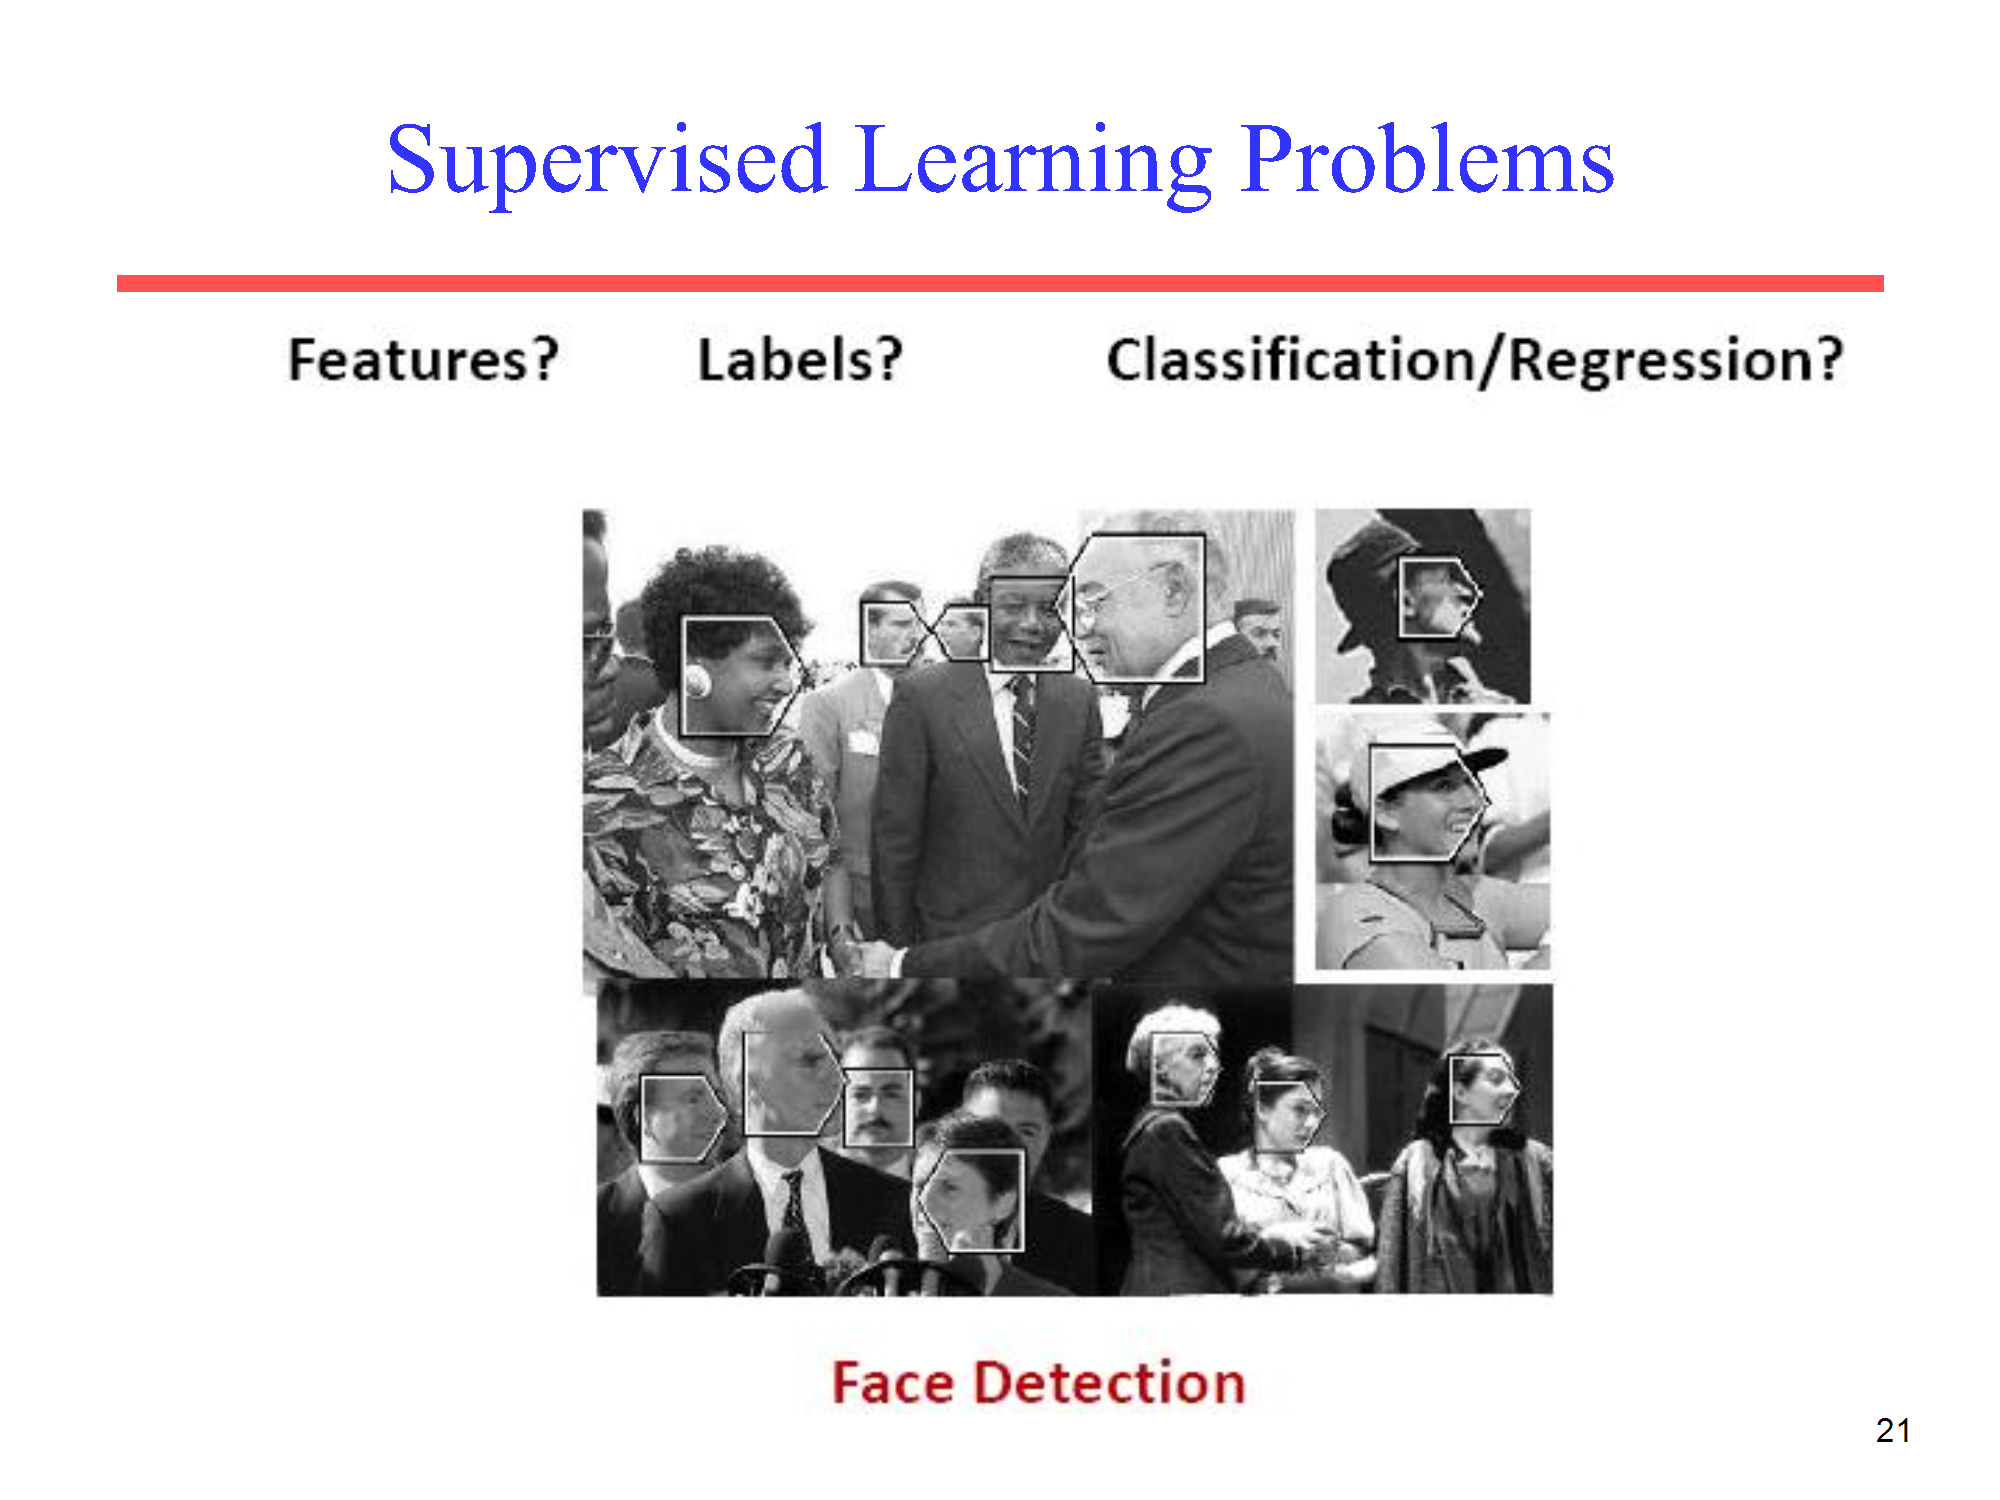 Supervised Learning Problems
Features? Labels? Classification/Regression?
Face Detection
21